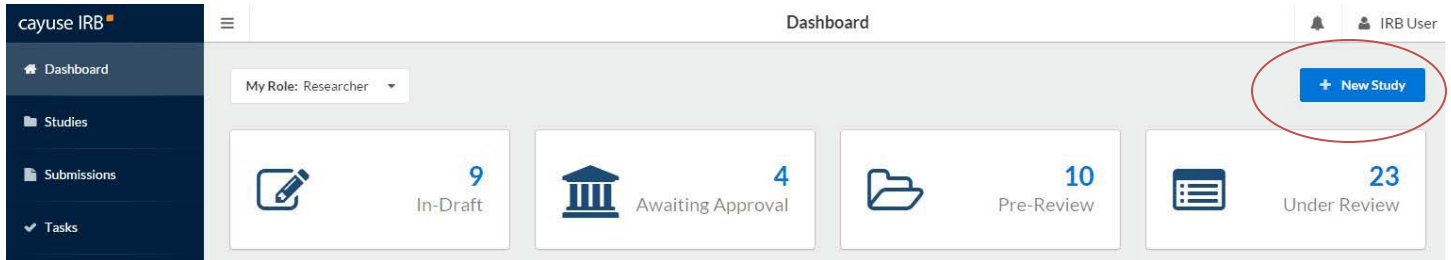 cayuse IRB
Dashboard
IRB User
Dashboard
Studies
Submissions
Tasks
My Role: Researcher
+ New Study
9
In-Draft
4
Awaiting Approval
10
Pre-Review
23
Under Review